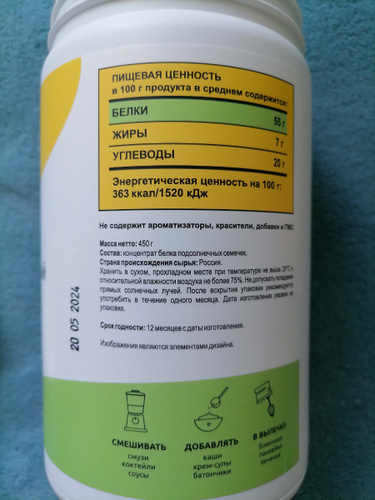 ПИЩЕВАЯ ЦЕННОСТЬ
в 100 г продукта в среднем содержится:
БЕЛКИ 55 г
ЖИРЫ 7 г
УГЛЕВОДЫ 20 г
Энергетическая ценность на 100 г:
363 ккал/1520 кДж
Не содержит ароматизаторы, красители, добавки и ГМО
Масса нетто: 450 г
Состав: концентрат белка подсолнечных семечек.
Страна происхождения сырья: Россия.
Хранить в сухом, прохладном месте при температуре не выше 25°C и
относительной влажности воздуха не более 75%. Не допускать попадания
прямых солнечных лучей. После вскрытия упаковки рекомендуется
употребить в течение одного месяца. Дата изготовления указана на
упаковке.
Срок годности: 12 месяцев с даты изготовления.
Изображения являются элементами дизайна.
20 05 2024
СМЕШИВАТЬ
смузи
коктейли
соусы
ДОБАВЛЯТЬ
каши
крем-супы
батончики
В ВЫПЕЧКЕ
блинчики
панкейки
печенье